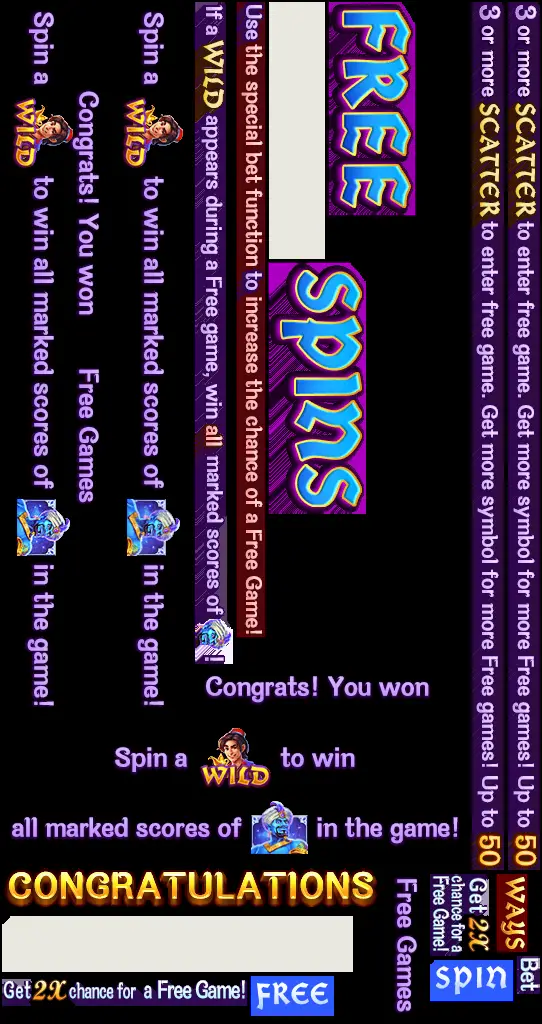 FREE
SPINS
3 or more SCATTER to enter free game. Get more symbol for more Free games! Up to 50
3 or more SCATTER to enter free game. Get more symbol for more Free games! Up to 50
Use the special bet function to increase the chance of a Free Game!
If a WILD appears during a Free game, win all marked scores of !
Spin a WILD to win all marked scores of in the game!
Congrats! You won Free Games
Spin a WILD to win all marked scores of in the game!
Congrats! You won
Spin a WILD to win
all marked scores of in the game!
CONGRATULATIONS
Free Games
Get 2X
chance for a
Free Game!
WAYS
Bet
SPIN
Get 2X chance for a Free Game!
FREE